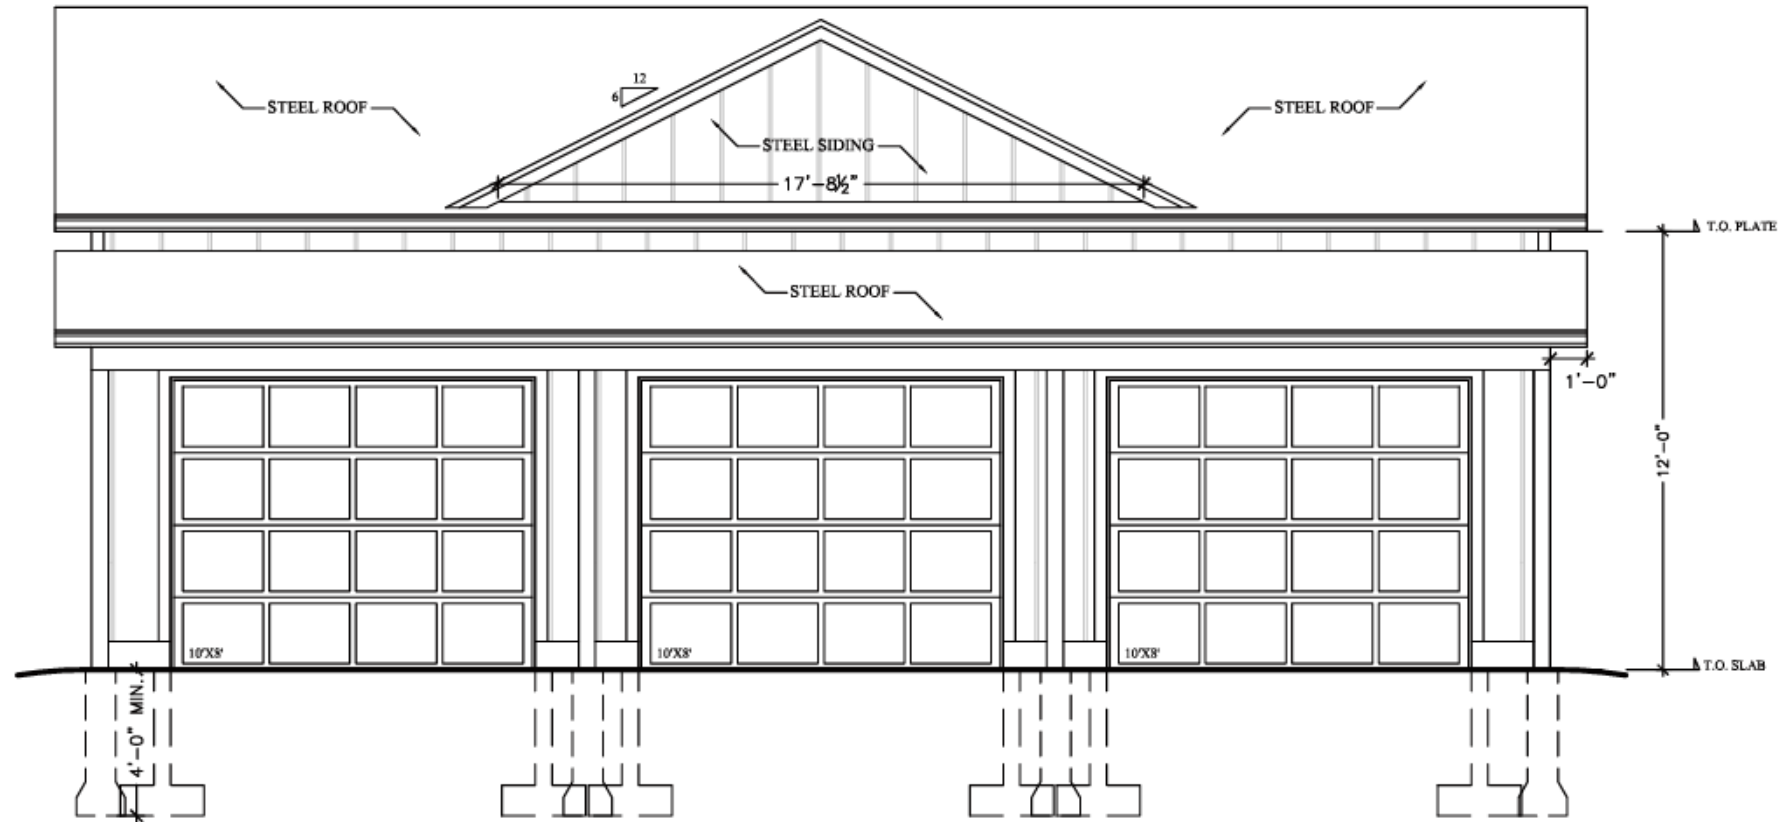 12
6
STEEL ROOF
STEEL ROOF
STEEL SIDING
17'-8½"
T.O. PLATE
STEEL ROOF
1'-0"
12'-0"
10'X8'
10'X8'
10'X8'
T.O. SLAB
4'-0" MIN.